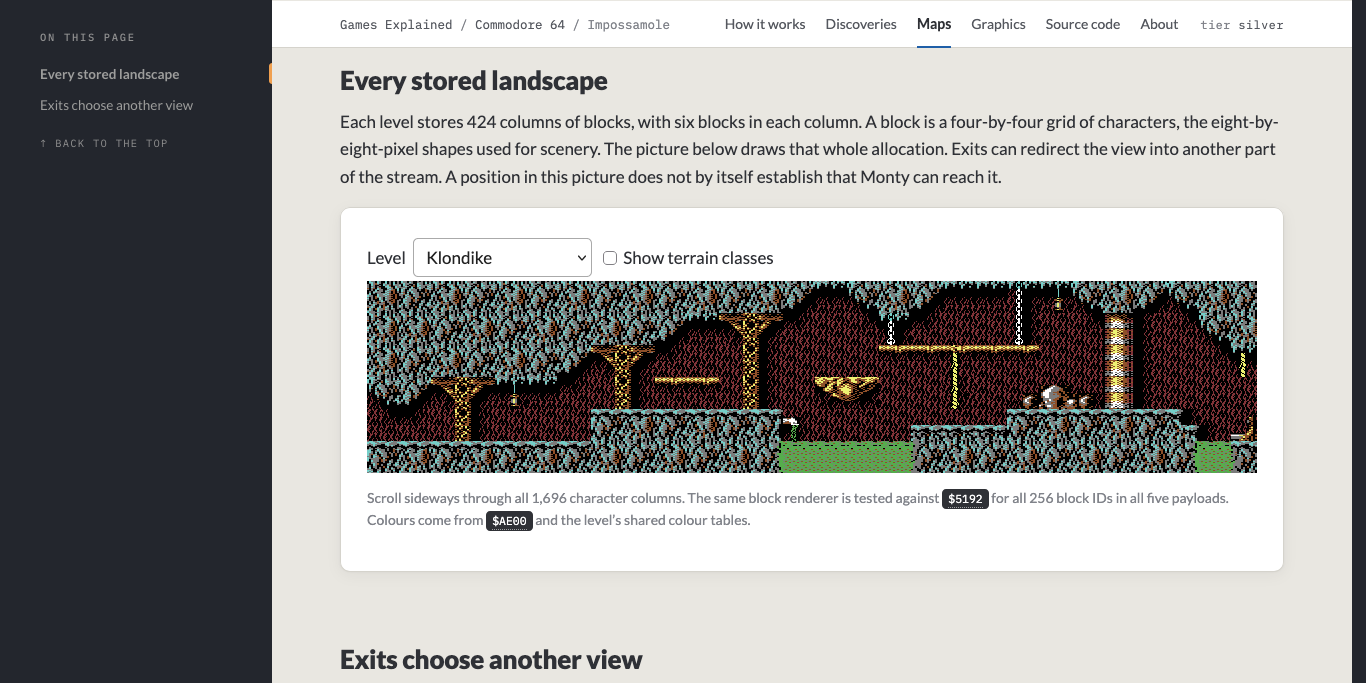 ON THIS PAGE
Every stored landscape
Exits choose another view
↑ BACK TO THE TOP
Games Explained / Commodore 64 / Impossamole
How it works
Discoveries
Maps
Graphics
Source code
About
tier silver
Every stored landscape
Each level stores 424 columns of blocks, with six blocks in each column. A block is a four-by-four grid of characters, the eight-by-
eight-pixel shapes used for scenery. The picture below draws that whole allocation. Exits can redirect the view into another part
of the stream. A position in this picture does not by itself establish that Monty can reach it.
Level Klondike Show terrain classes
Scroll sideways through all 1,696 character columns. The same block renderer is tested against $5192 for all 256 block IDs in all five payloads.
Colours come from $AE00 and the level’s shared colour tables.
Exits choose another view